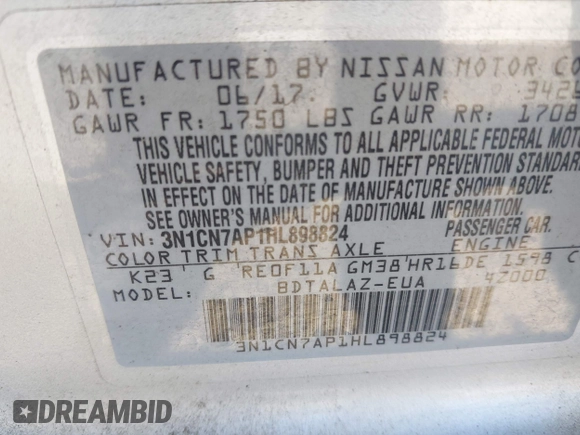 MANUFACTURED BY NISSAN MOTOR CO
DATE: 06/17. GVWR: 3425
GAWR FR: 1750 LBS GAWR RR: 1708
THIS VEHICLE CONFORMS TO ALL APPLICABLE FEDERAL MOTO
VEHICLE SAFETY, BUMPER AND THEFT PREVENTION STANDARD
IN EFFECT ON THE DATE OF MANUFACTURE SHOWN ABOVE.
SEE OWNER'S MANUAL FOR ADDITIONAL INFORMATION.
VIN: 3N1CN7AP1HL898824 PASSENGER CAR.
COLOR TRIM TRANS AXLE ENGINE
K23 G RE0F11A GM38 HR16DE 1598 C
MODEL: BDTALAZ-EUA 42000
3N1CN7AP1HL898824
DREAMBID